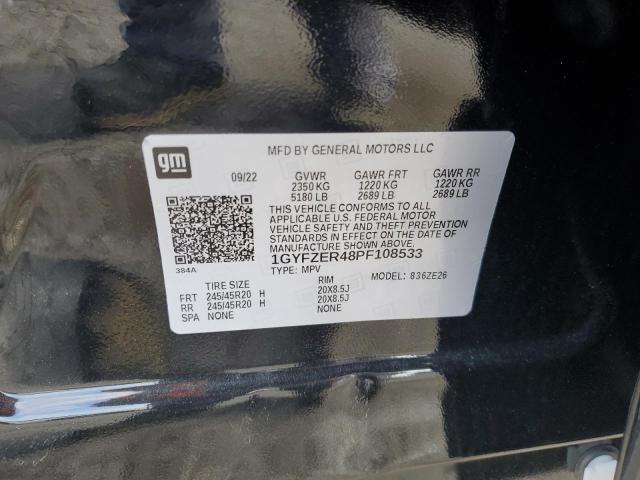 gm
MFD BY GENERAL MOTORS LLC
09/22 GVWR GAWR FRT GAWR RR
2350 KG 1220 KG 1220 KG
5180 LB 2689 LB 2689 LB
THIS VEHICLE CONFORMS TO ALL
APPLICABLE U.S. FEDERAL MOTOR
VEHICLE SAFETY AND THEFT PREVENTION
STANDARDS IN EFFECT ON THE DATE OF
MANUFACTURE SHOWN ABOVE.
384A 1GYFZER48PF108533
TYPE: MPV MODEL: 836ZE26
TIRE SIZE RIM
FRT 245/45R20 H 20X8.5J
RR 245/45R20 H 20X8.5J
SPA NONE NONE